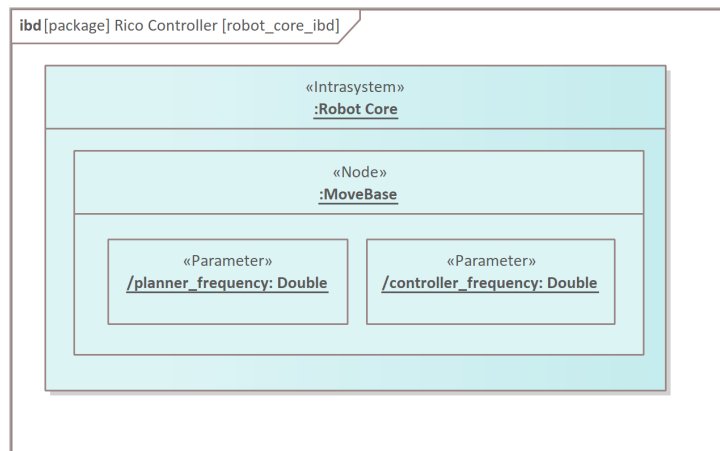 ibd [package] Rico Controller [robot_core_ibd]
«Intrasystem»
:Robot Core
«Node»
:MoveBase
«Parameter» «Parameter»
/planner_frequency: Double /controller_frequency: Double